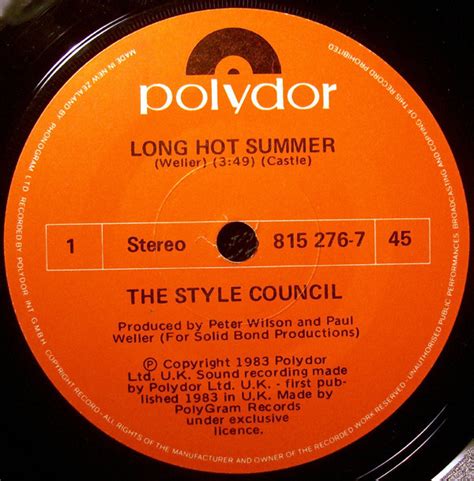 polydor
LONG HOT SUMMER
(Weller) (3:49) (Castle)
1 Stereo 815 276-7 45
THE STYLE COUNCIL
Produced by Peter Wilson and Paul
Weller (For Solid Bond Productions)
Ⓟ Copyright 1983 Polydor
Ltd. U.K. Sound recording made
by Polydor Ltd. U.K. - first pub-
lished 1983 in U.K. Made by
PolyGram Records
under exclusive
licence.
MADE IN NEW ZEALAND BY PHONOGRAM LTD. RECORDED BY POLYDOR INT. GMBH
COPYRIGHT RECORD - ALL RIGHTS OF THE MANUFACTURER AND OWNER OF THE RECORDED WORK RESERVED - UNAUTHORISED PUBLIC PERFORMANCES, BROADCASTING AND COPYING OF THIS RECORD PROHIBITED